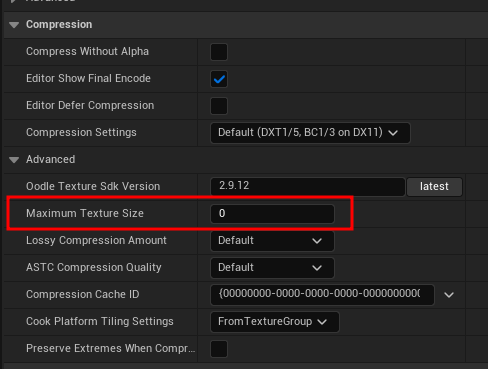 Advanced
Compression
Compress Without Alpha
Editor Show Final Encode
Editor Defer Compression
Compression Settings Default (DXT1/5, BC1/3 on DX11)
Advanced
Oodle Texture Sdk Version 2.9.12 latest
Maximum Texture Size 0
Lossy Compression Amount Default
ASTC Compression Quality Default
Compression Cache ID {00000000-0000-0000-0000-000000000(
Cook Platform Tiling Settings FromTextureGroup
Preserve Extremes When Compr...